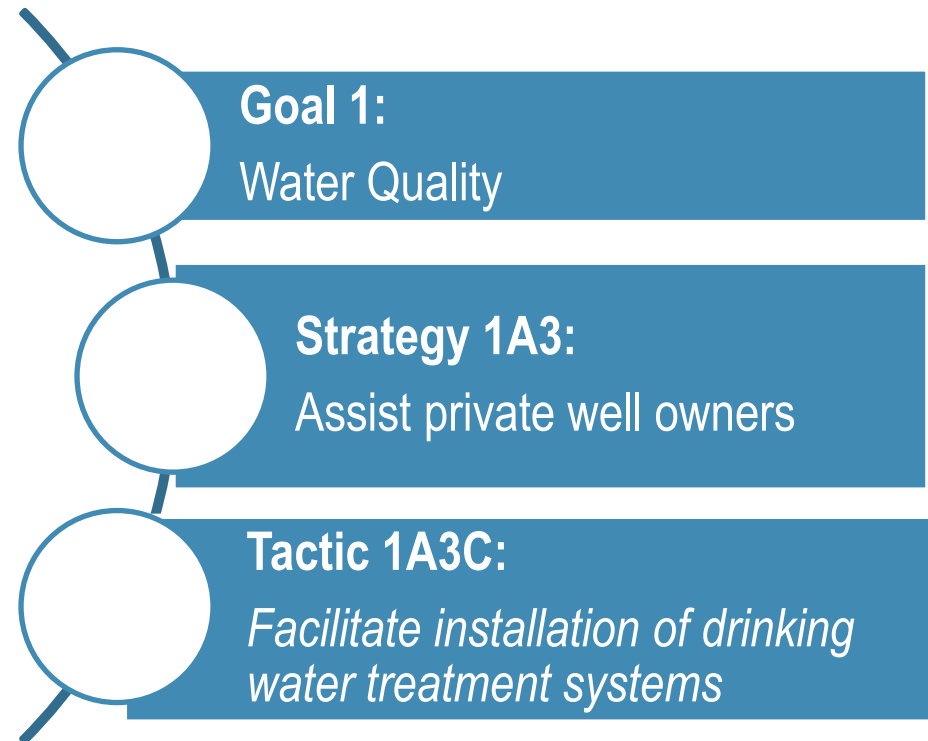 Goal 1:
Water Quality
Strategy 1A3:
Assist private well owners
Tactic 1A3C:
Facilitate installation of drinking
water treatment systems